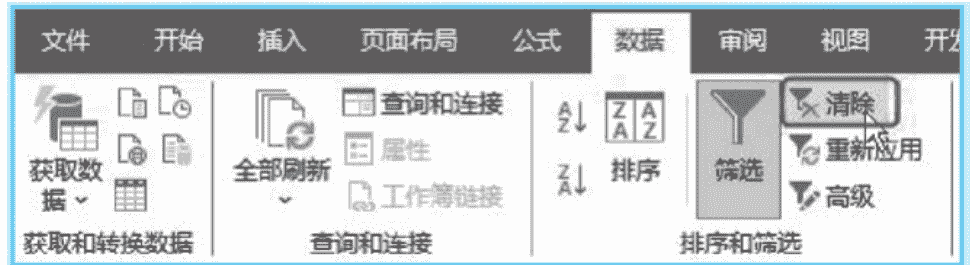 文件 开始 插入 页面布局 公式 数据 审阅 视图
获取数据
全部刷新
查询和连接
属性
工作簿链接
排序
筛选
清除
重新应用
高级
获取和转换数据 查询和连接 排序和筛选